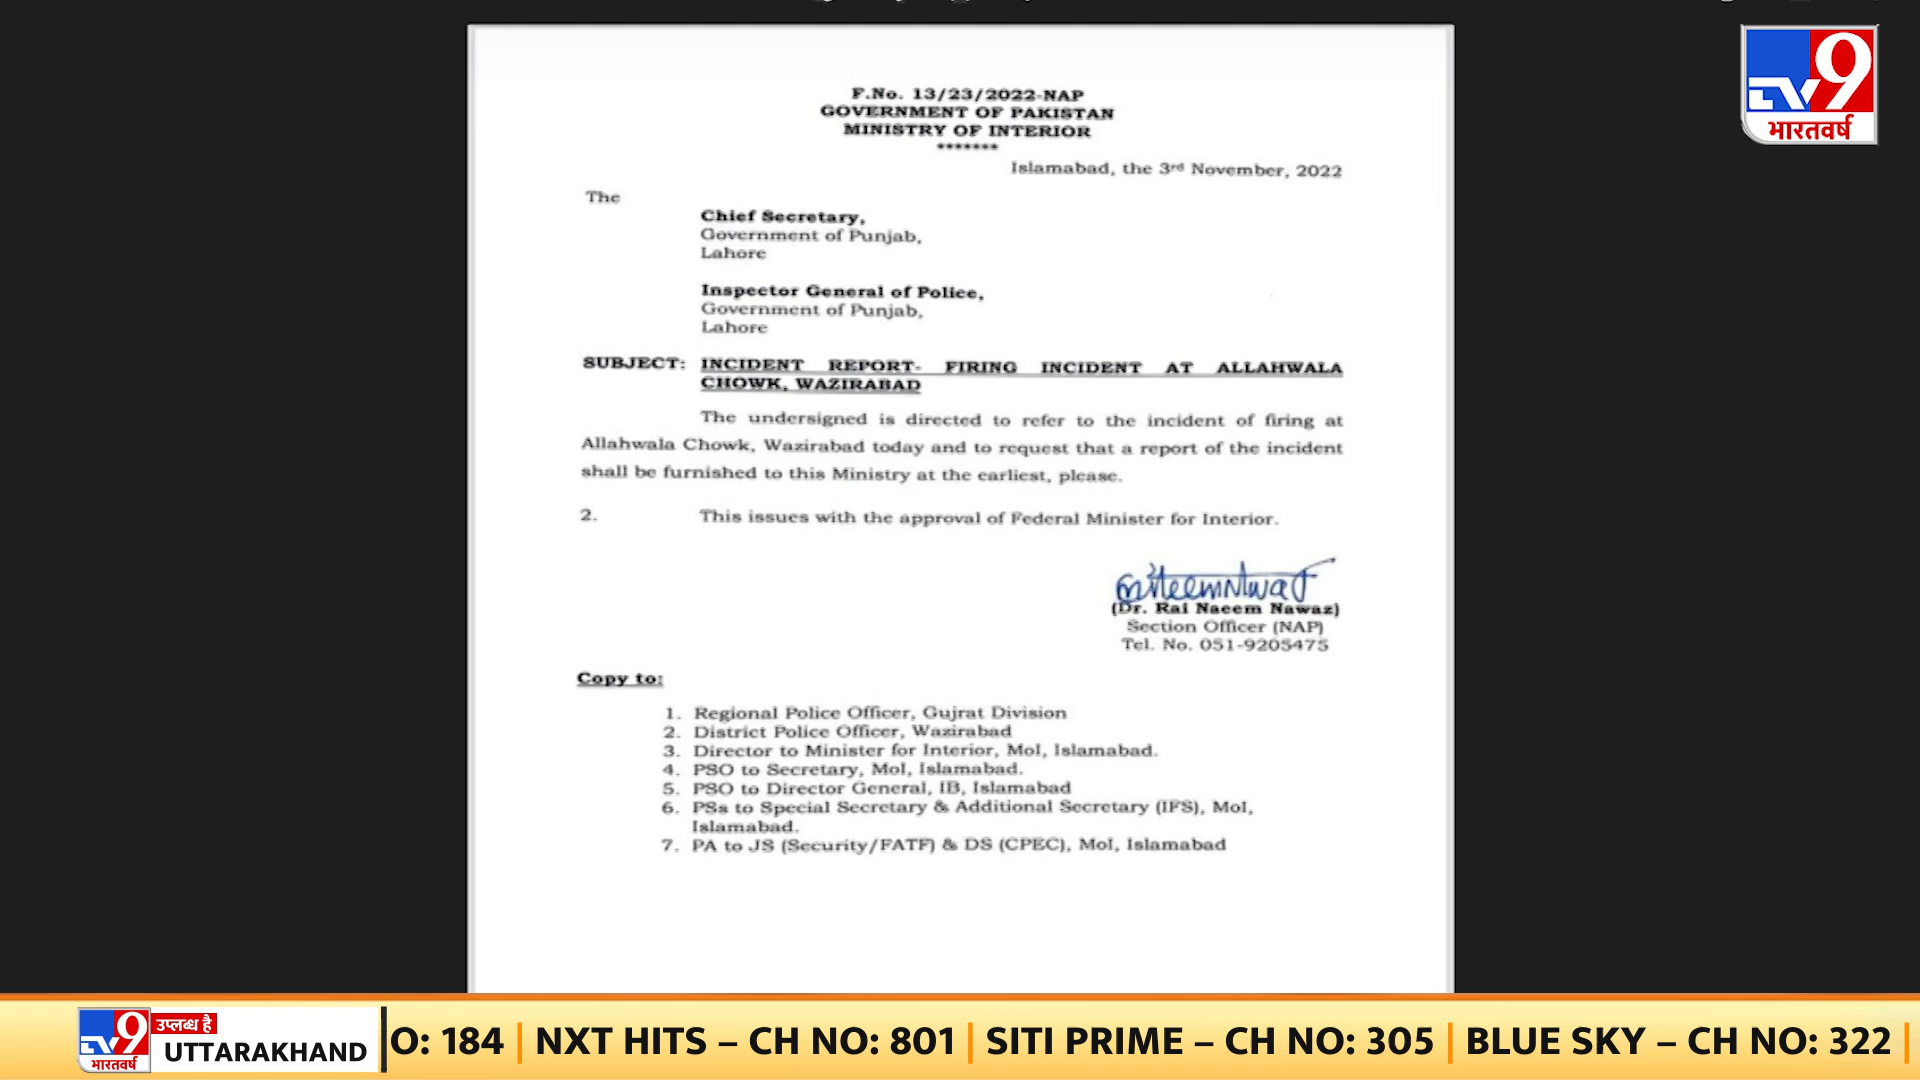 F.No. 13/23/2022-NAP
GOVERNMENT OF PAKISTAN
MINISTRY OF INTERIOR
*******
Islamabad, the 3rd November, 2022
The
Chief Secretary,
Government of Punjab,
Lahore
Inspector General of Police,
Government of Punjab,
Lahore
SUBJECT: INCIDENT REPORT- FIRING INCIDENT AT ALLAHWALA
CHOWK, WAZIRABAD
The undersigned is directed to refer to the incident of firing at
Allahwala Chowk, Wazirabad today and to request that a report of the incident
shall be furnished to this Ministry at the earliest, please.
2. This issues with the approval of Federal Minister for Interior.
(Dr. Rai Naeem Nawaz)
Section Officer (NAP)
Tel. No. 051-9205475
Copy to:
1. Regional Police Officer, Gujrat Division
2. District Police Officer, Wazirabad
3. Director to Minister for Interior, MoI, Islamabad.
4. PSO to Secretary, MoI, Islamabad.
5. PSO to Director General, IB, Islamabad
6. PSs to Special Secretary & Additional Secretary (IFS), MoI,
Islamabad.
7. PA to JS (Security/FATF) & DS (CPEC), MoI, Islamabad
TV9
भारतवर्ष
TV9
भारतवर्ष
उप्लब्ध है
UTTARAKHAND
O: 184 | NXT HITS – CH NO: 801 | SITI PRIME – CH NO: 305 | BLUE SKY – CH NO: 322 |